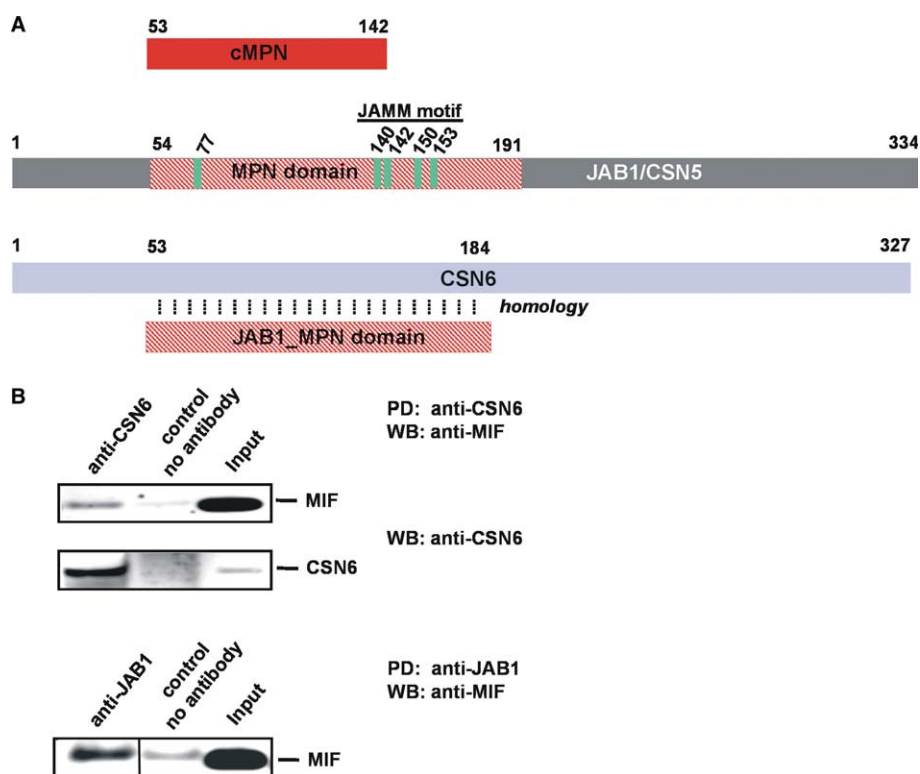 A
53 142
cMPN
JAMM motif
1 54 77 140 142 150 153 191 334
MPN domain JAB1/CSN5
1 53 184 327
CSN6
homology
JAB1_MPN domain
B
anti-CSN6 control no antibody Input
PD: anti-CSN6
WB: anti-MIF
MIF
WB: anti-CSN6
CSN6
anti-JAB1 control no antibody Input
PD: anti-JAB1
WB: anti-MIF
MIF